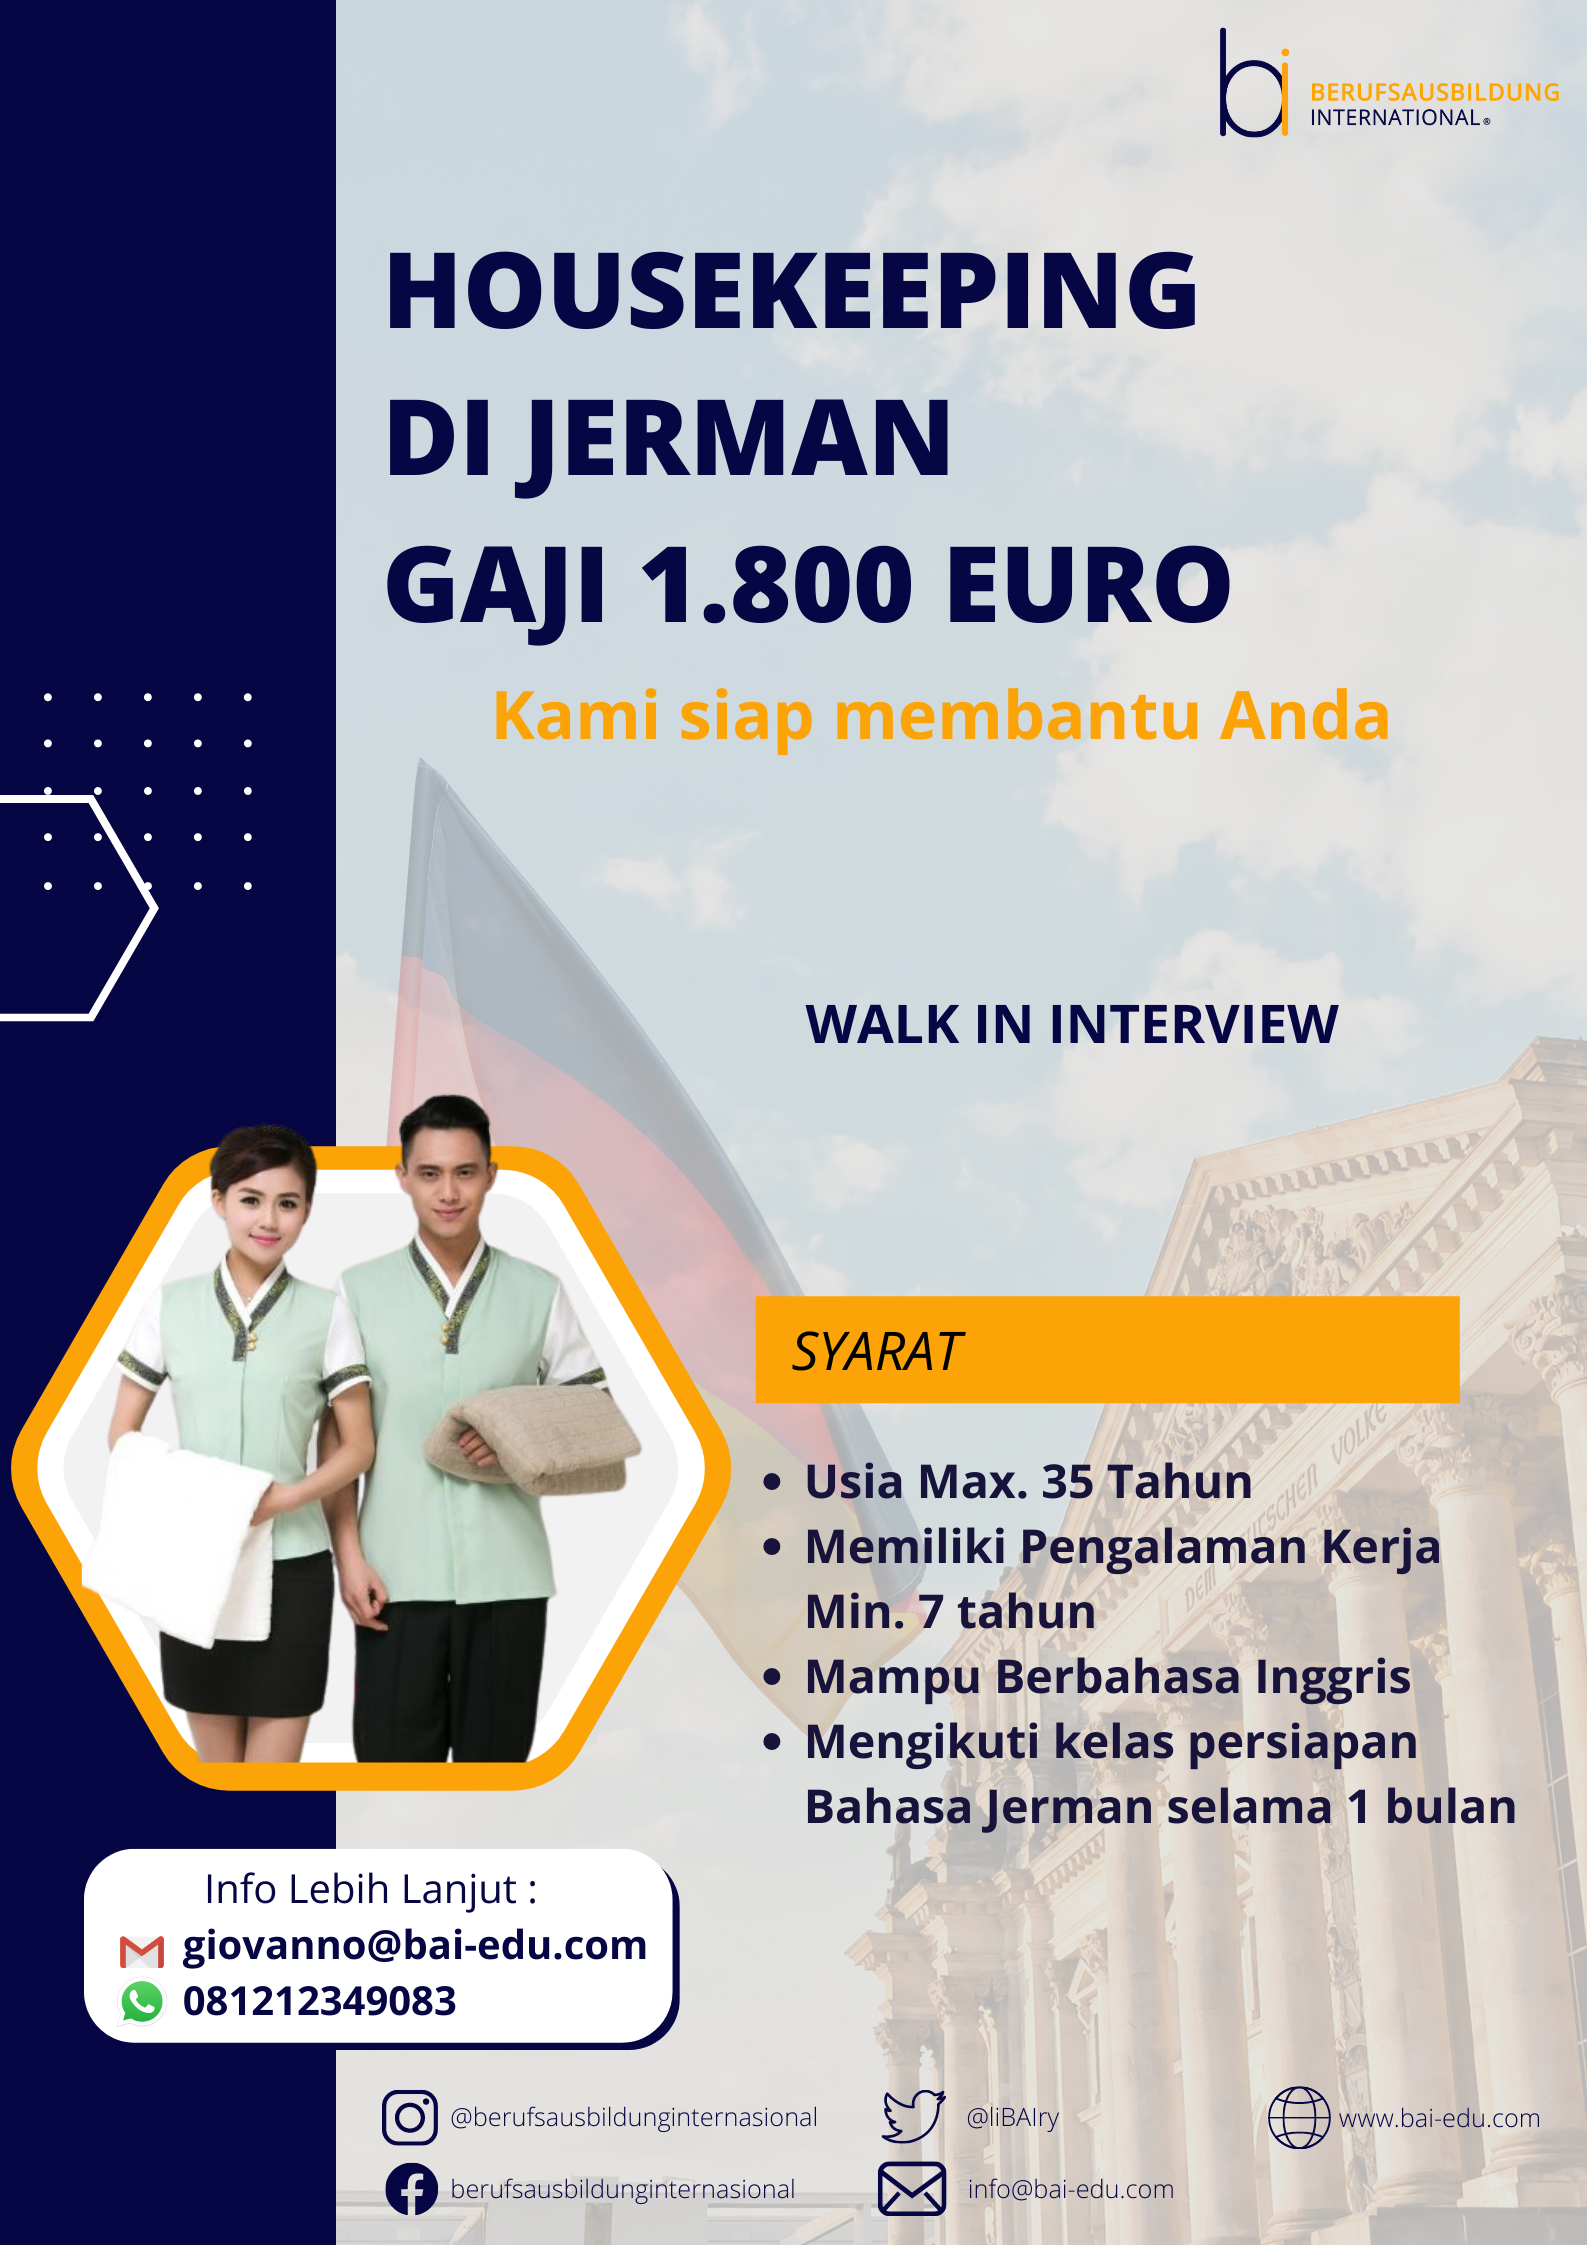 BERUFSAUSBILDUNG
INTERNATIONAL®
HOUSEKEEPING
DI JERMAN
GAJI 1.800 EURO
Kami siap membantu Anda
WALK IN INTERVIEW
SYARAT
• Usia Max. 35 Tahun
• Memiliki Pengalaman Kerja
Min. 7 tahun
• Mampu Berbahasa Inggris
• Mengikuti kelas persiapan
Bahasa Jerman selama 1 bulan
DEM DEUTSCHEN VOLKE
Info Lebih Lanjut :
giovanno@bai-edu.com
081212349083
@berufsausbildunginternasional
@liBAIry
www.bai-edu.com
berufsausbildunginternasional
info@bai-edu.com